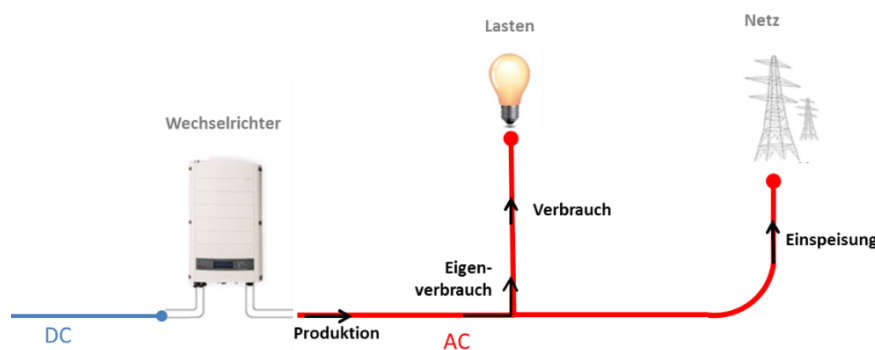 Lasten
Netz
Wechselrichter
Verbrauch
Einspeisung
Eigen-
verbrauch
Produktion
DC
AC